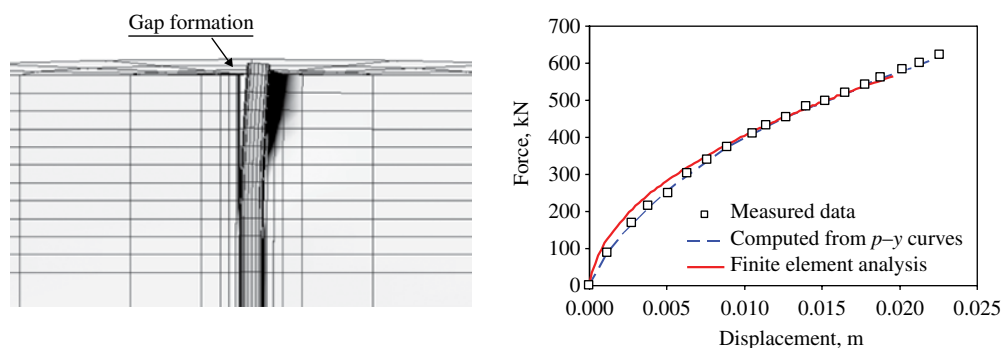 Gap formation
Force, kN
700
600
500
400
300
200
100
0
Measured data
Computed from p–y curves
Finite element analysis
0.000 0.005 0.010 0.015 0.020 0.025
Displacement, m